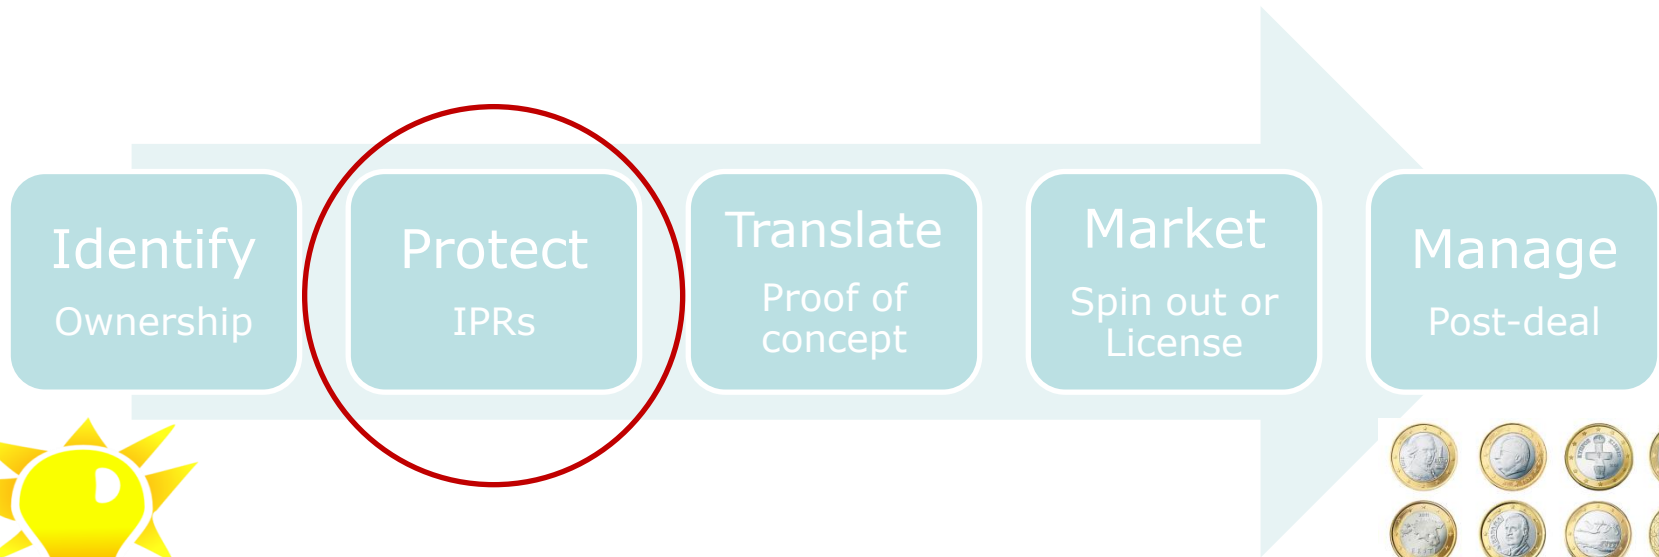 Identify
Ownership
Protect
IPRs
Translate
Proof of
concept
Market
Spin out or
License
Manage
Post-deal